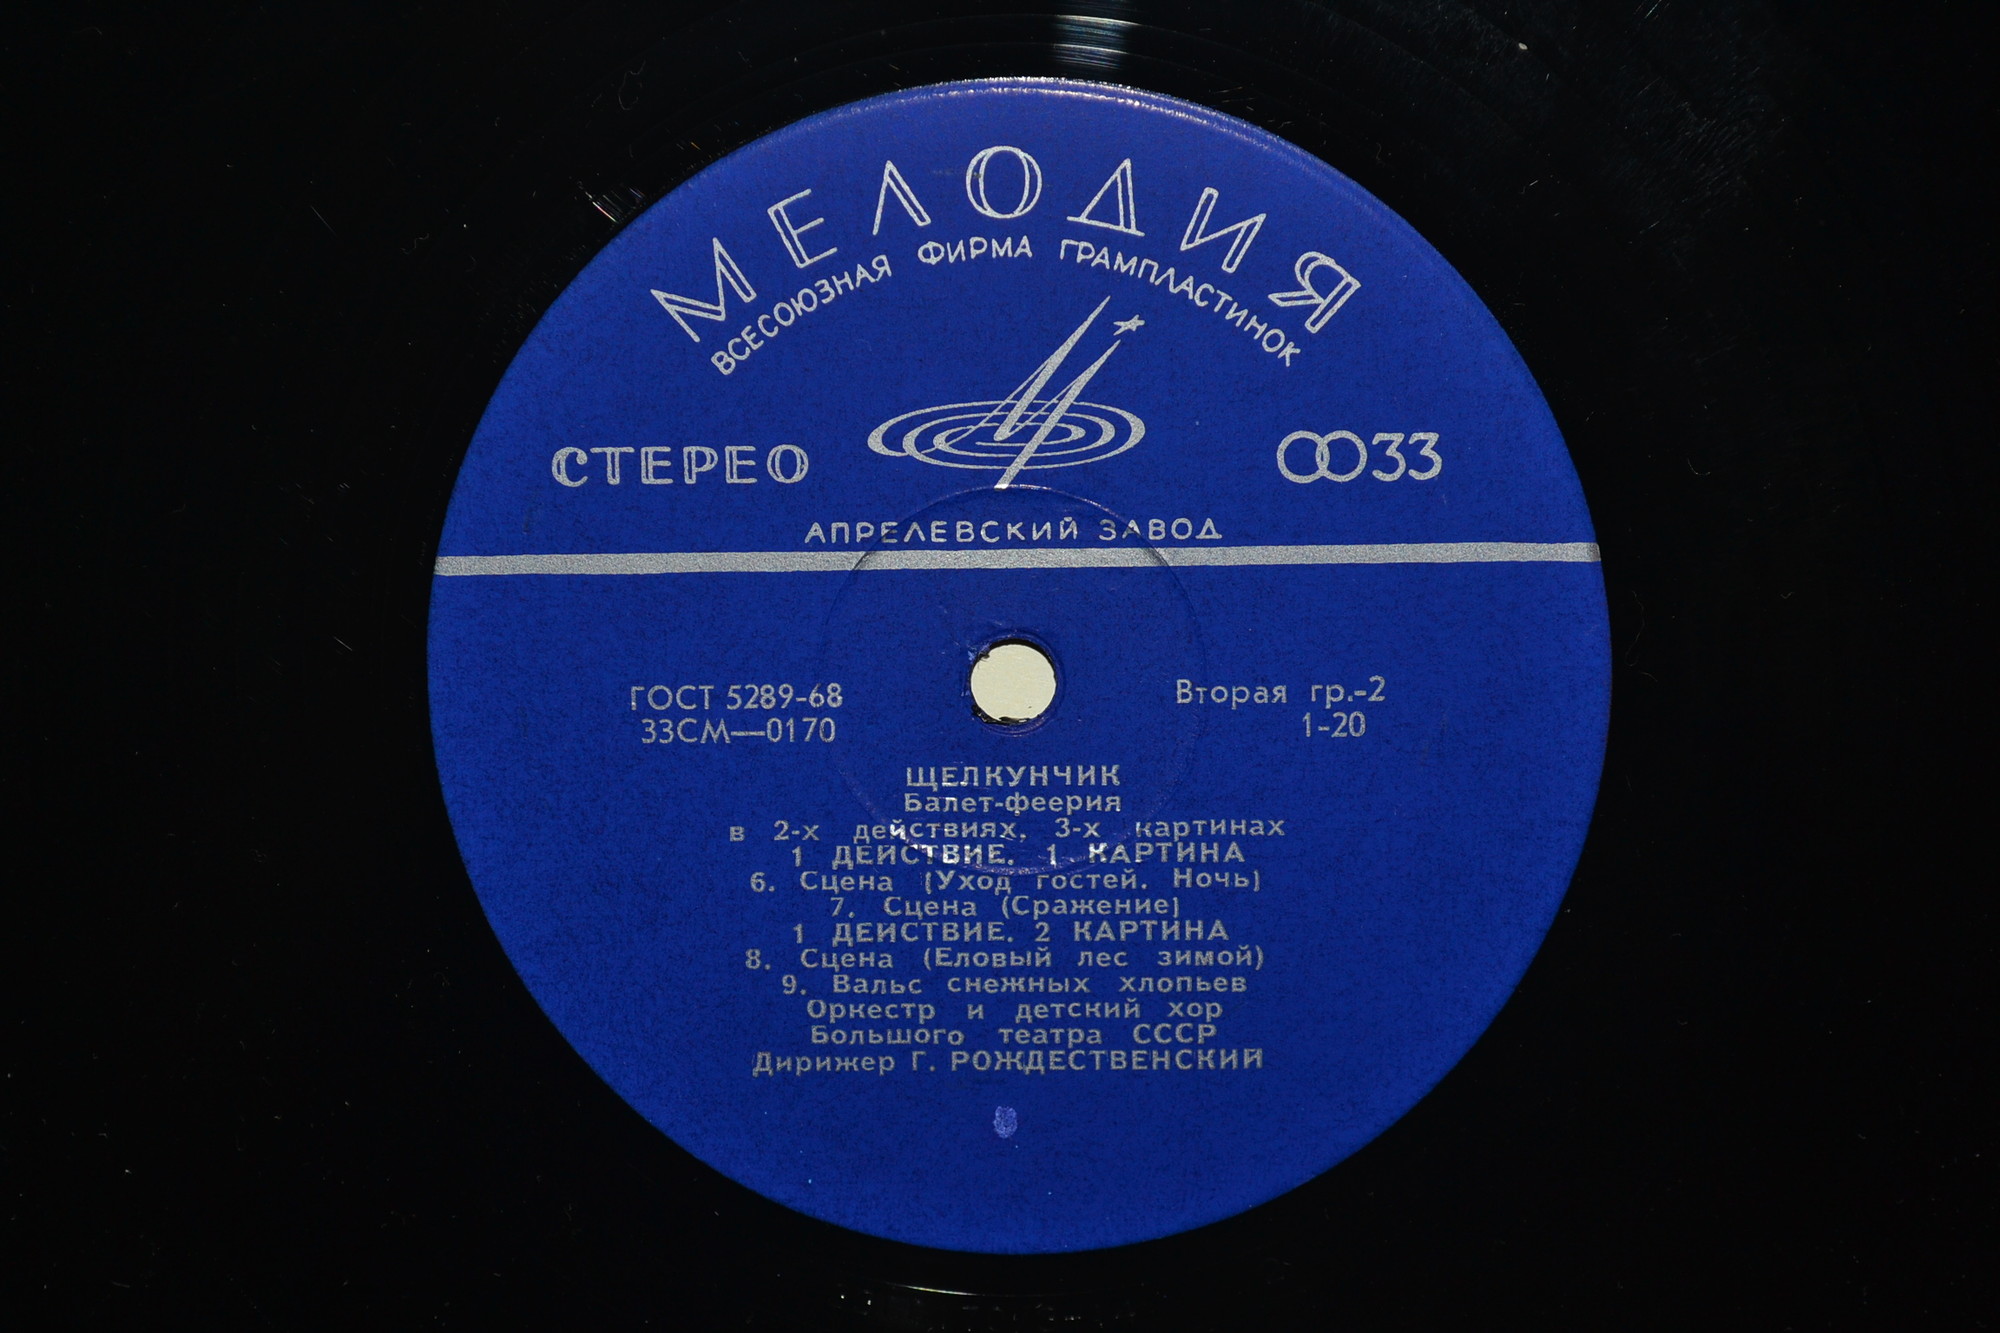 МЕЛОДИЯ
ВСЕСОЮЗНАЯ ФИРМА ГРАМПЛАСТИНОК
СТЕРЕО
33
АПРЕЛЕВСКИЙ ЗАВОД
ГОСТ 5289-68
33СМ—0170
Вторая гр.-2
1-20
ЩЕЛКУНЧИК
Балет-феерия
в 2-х действиях, 3-х картинах
1 ДЕЙСТВИЕ. 1 КАРТИНА
6. Сцена (Уход гостей. Ночь)
7. Сцена (Сражение)
1 ДЕЙСТВИЕ. 2 КАРТИНА
8. Сцена (Еловый лес зимой)
9. Вальс снежных хлопьев
Оркестр и детский хор
Большого театра СССР
Дирижер Г. РОЖДЕСТВЕНСКИЙ